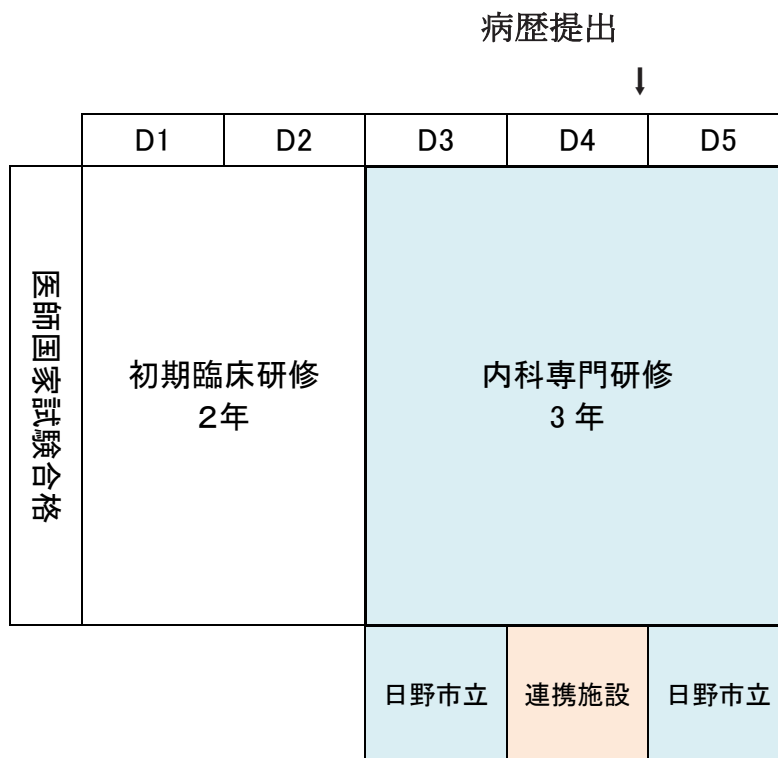 病歴提出
↓
D1 D2 D3 D4 D5
医師国家試験合格
初期臨床研修
２年
内科専門研修
3 年
日野市立 連携施設 日野市立